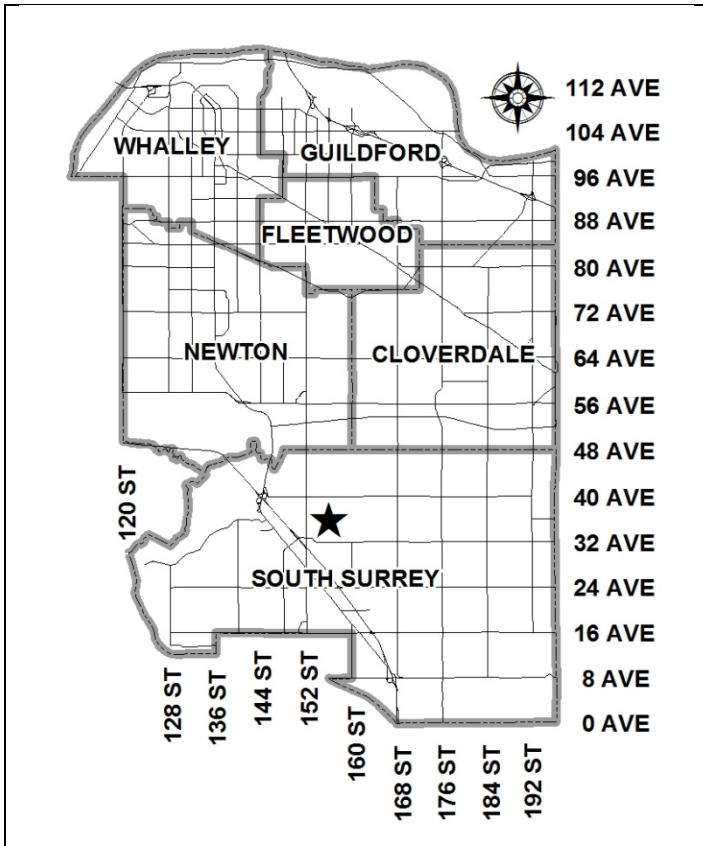 112 AVE
104 AVE
WHALLEY
GUILDFORD
96 AVE
88 AVE
FLEETWOOD
80 AVE
72 AVE
NEWTON
CLOVERDALE
64 AVE
56 AVE
48 AVE
40 AVE
120 ST
32 AVE
SOUTH SURREY
24 AVE
16 AVE
8 AVE
0 AVE
128 ST
136 ST
144 ST
152 ST
160 ST
168 ST
176 ST
184 ST
192 ST